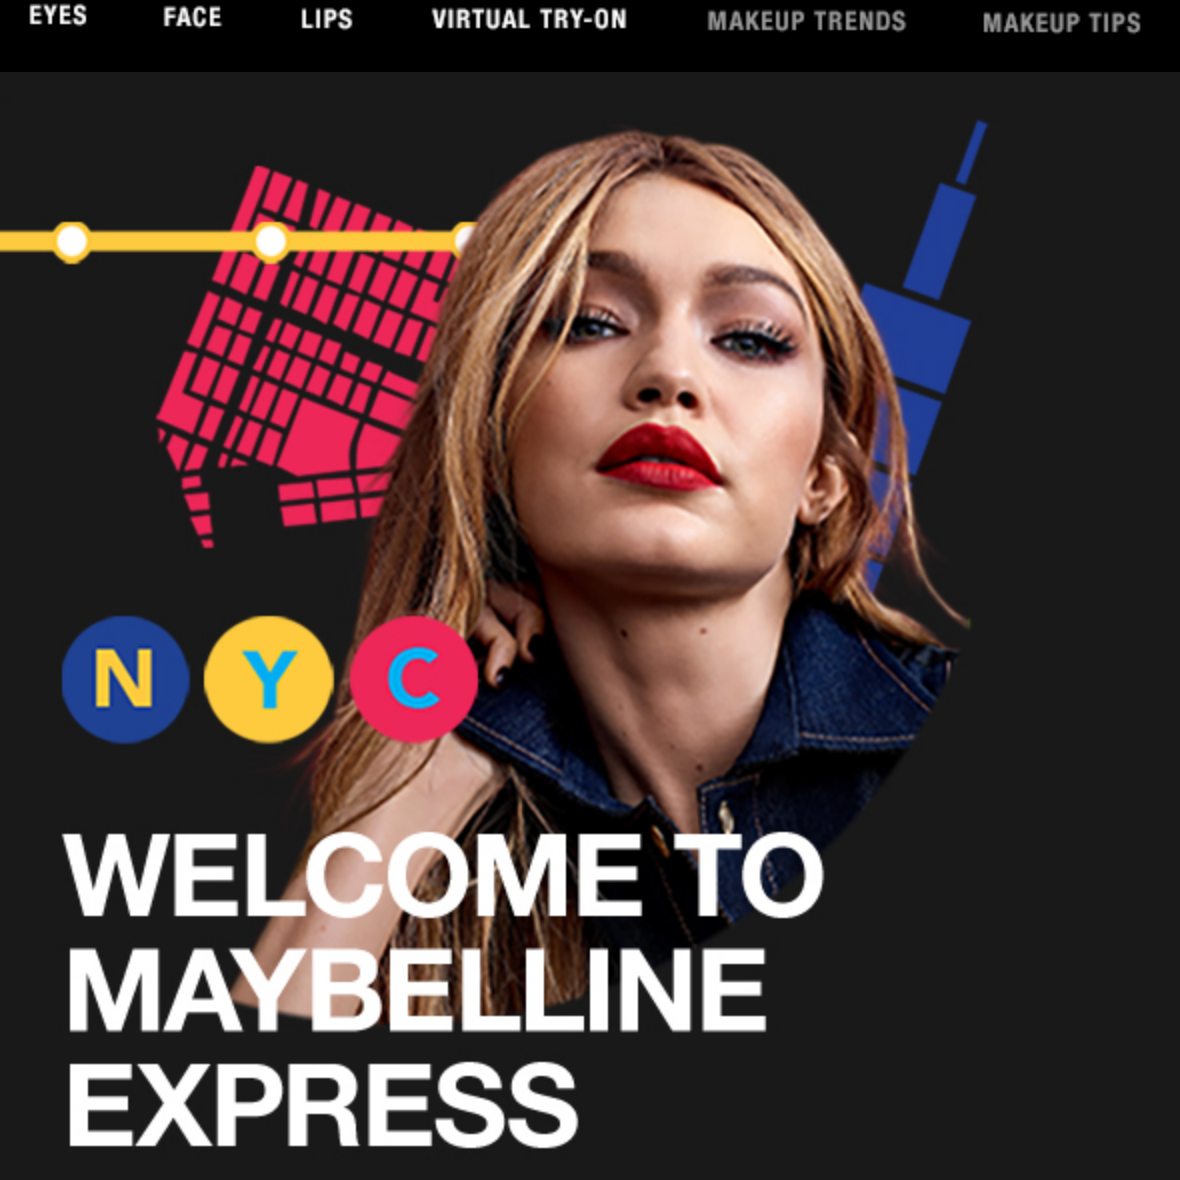 EYES FACE LIPS VIRTUAL TRY-ON MAKEUP TRENDS MAKEUP TIPS
N Y C
WELCOME TO
MAYBELLINE
EXPRESS